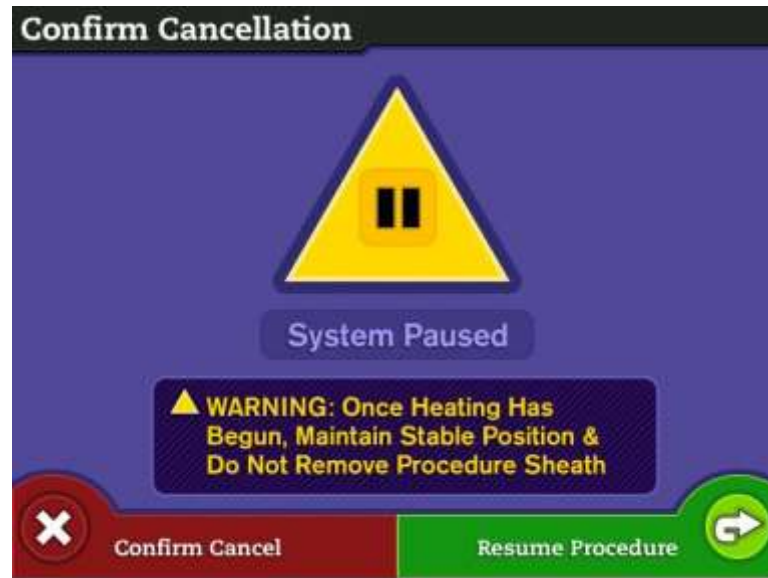 Confirm Cancellation
System Paused
WARNING: Once Heating Has
Begun, Maintain Stable Position &
Do Not Remove Procedure Sheath
Confirm Cancel
Resume Procedure